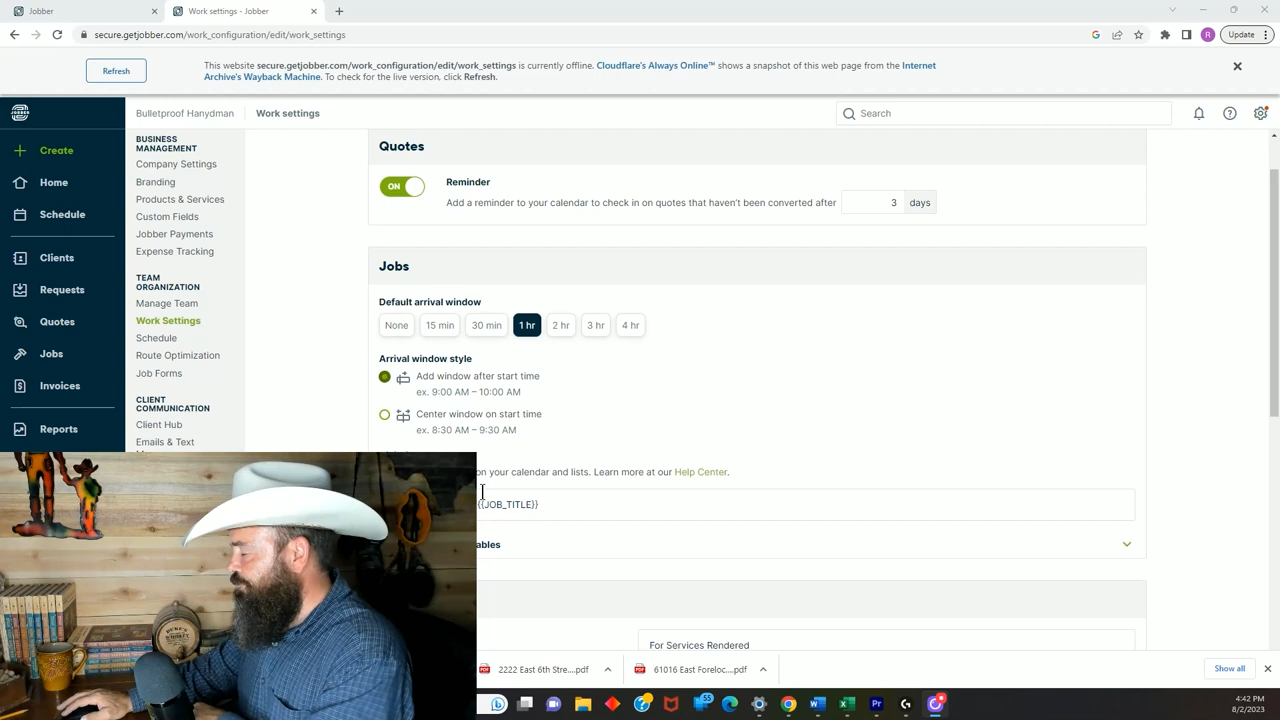 Jobber
Work settings - Jobber
secure.getjobber.com/work_configuration/edit/work_settings
R
Update
Refresh
This website secure.getjobber.com/work_configuration/edit/work_settings is currently offline. Cloudflare's Always Online™ shows a snapshot of this web page from the Internet
Archive's Wayback Machine. To check for the live version, click Refresh.
JOBBER
Bulletproof Hanydman
Work settings
Search
Create
Home
Schedule
Clients
Requests
Quotes
Jobs
Invoices
Reports
BUSINESS
MANAGEMENT
Company Settings
Branding
Products & Services
Custom Fields
Jobber Payments
Expense Tracking
TEAM
ORGANIZATION
Manage Team
Work Settings
Schedule
Route Optimization
Job Forms
CLIENT
COMMUNICATION
Client Hub
Emails & Text
Quotes
ON
Reminder
Add a reminder to your calendar to check in on quotes that haven't been converted after
3 days
Jobs
Default arrival window
None 15 min 30 min 1 hr 2 hr 3 hr 4 hr
Arrival window style
Add window after start time
ex. 9:00 AM – 10:00 AM
Center window on start time
ex. 8:30 AM – 9:30 AM
on your calendar and lists. Learn more at our Help Center.
{{JOB_TITLE}}
ables
For Services Rendered
2222 East 6th Stre....pdf
61016 East Foreloc....pdf
Show all
DUKE'S
WHISKEY
55
4:42 PM
8/2/2023